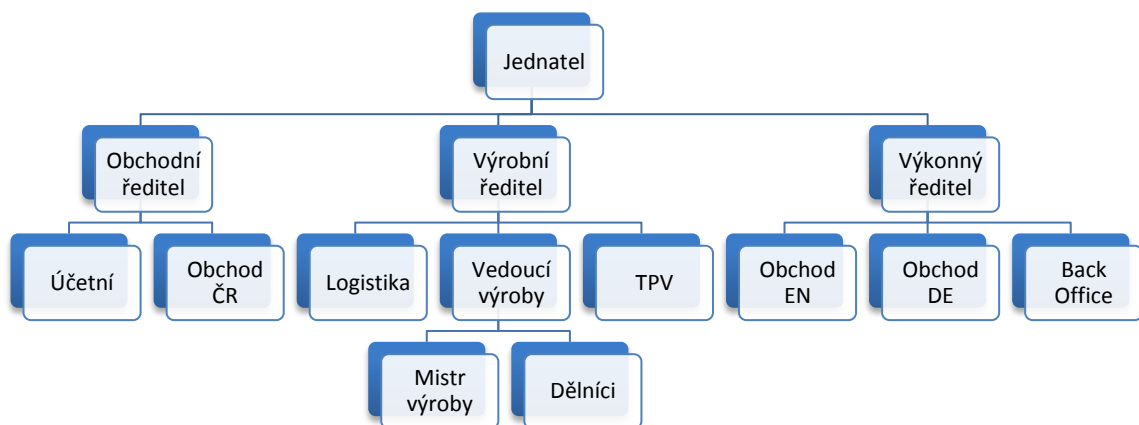 Jednatel
Obchodní
ředitel
Výrobní
ředitel
Výkonný
ředitel
Účetní
Obchod
ČR
Logistika
Vedoucí
výroby
TPV
Obchod
EN
Obchod
DE
Back
Office
Mistr
výroby
Dělníci